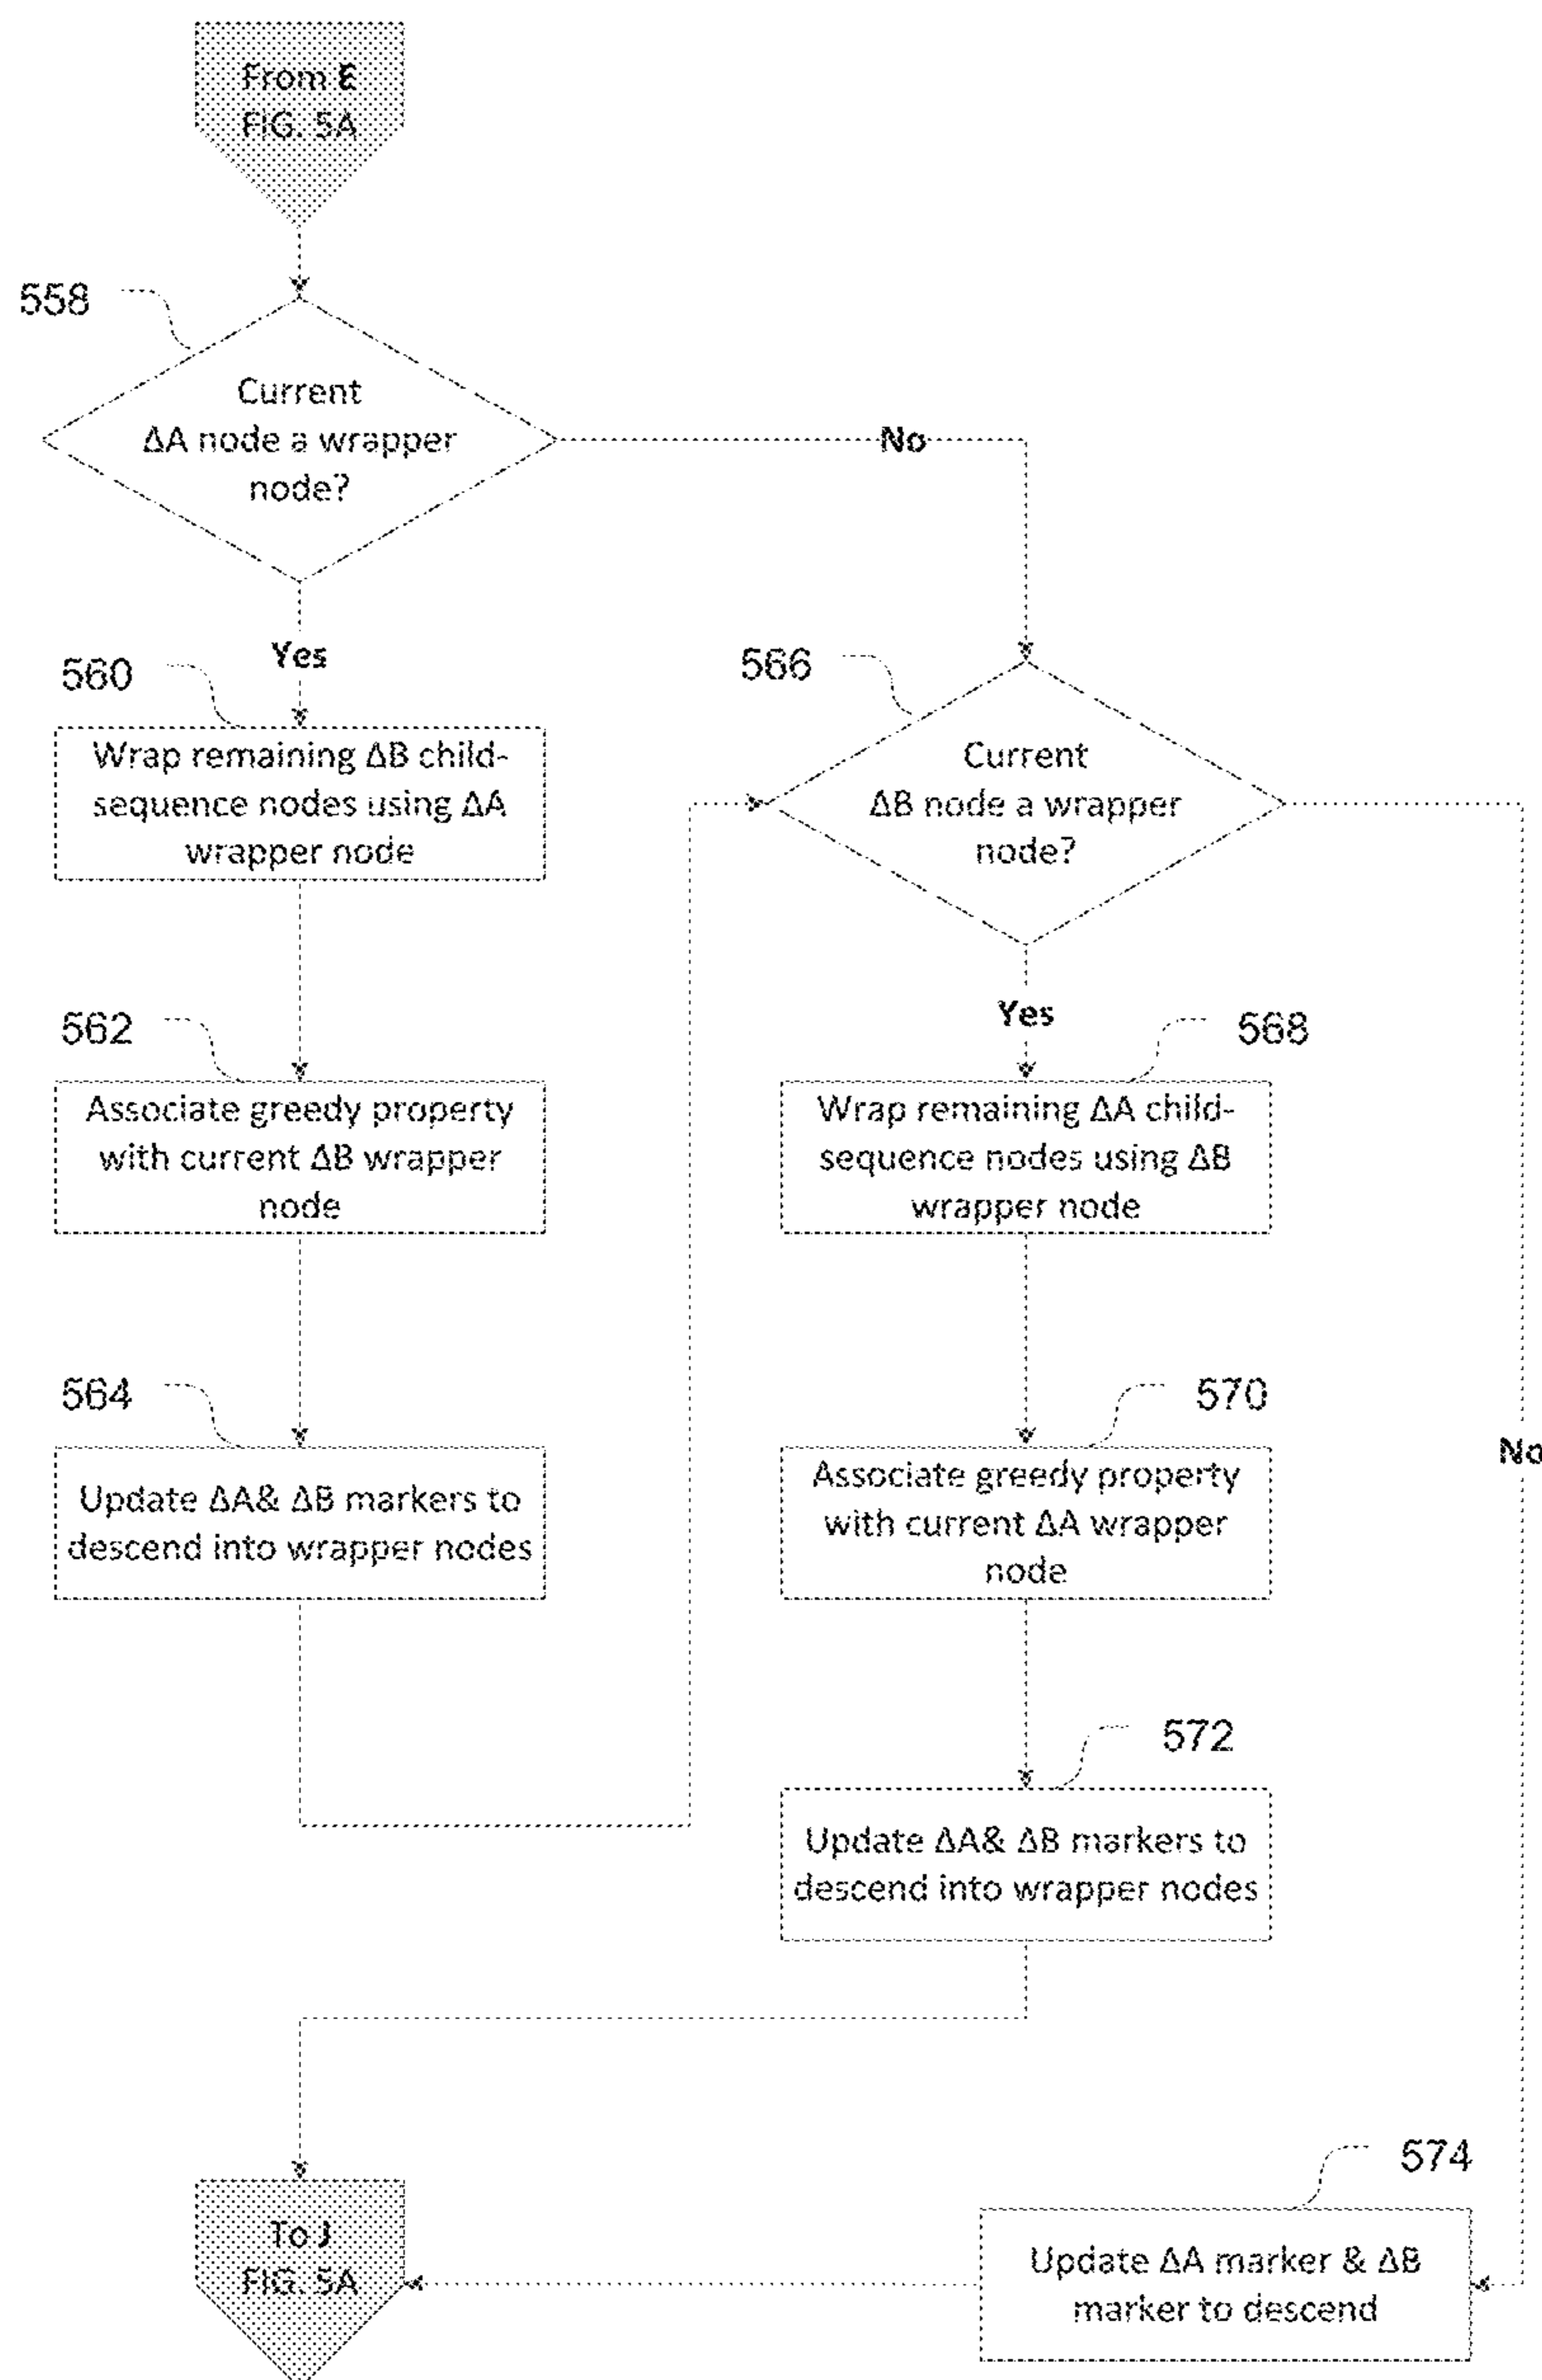 From E
FIG. 5A
558
Current
ΔA node a wrapper
node?
No
Yes
560
Wrap remaining ΔB child-
sequence nodes using ΔA
wrapper node
566
Current
ΔB node a wrapper
node?
562
Associate greedy property
with current ΔB wrapper
node
Yes
568
Wrap remaining ΔA child-
sequence nodes using ΔB
wrapper node
564
Update ΔA& ΔB markers to
descend into wrapper nodes
570
Associate greedy property
with current ΔA wrapper
node
No
572
Update ΔA& ΔB markers to
descend into wrapper nodes
574
Update ΔA marker & ΔB
marker to descend
To J
FIG. 5A